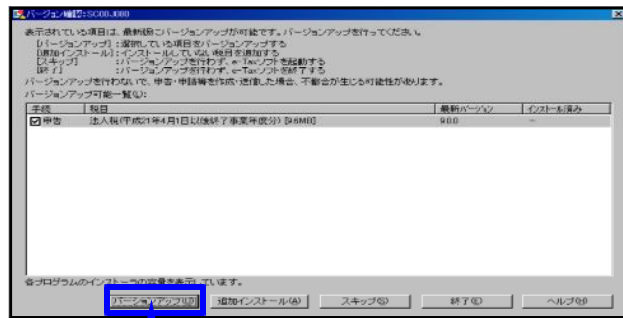 バージョン確認:SC00J080
表示されている項目は、最新版にバージョンアップが可能です。バージョンアップを行ってください。
[バージョンアップ]:選択している項目をバージョンアップする
[追加インストール]:インストールしていない税目を追加する
[スキップ] :バージョンアップを行わず、e-Taxソフトを起動する
[終了] :バージョンアップを行わず、e-Taxソフトを終了する
バージョンアップを行わないで、申告・申請等を作成・送信した場合、不都合が生じる可能性があります。
バージョンアップ可能一覧(L):
手続 税目 最新バージョン インストール済み
申告 法人税(平成21年4月1日以後終了事業年度分) [9.6MB] 9.0.0 -
各プログラムのインストーラの容量を表示しています。
バージョンアップ(U) 追加インストール(A) スキップ(S) 終了(E) ヘルプ(H)